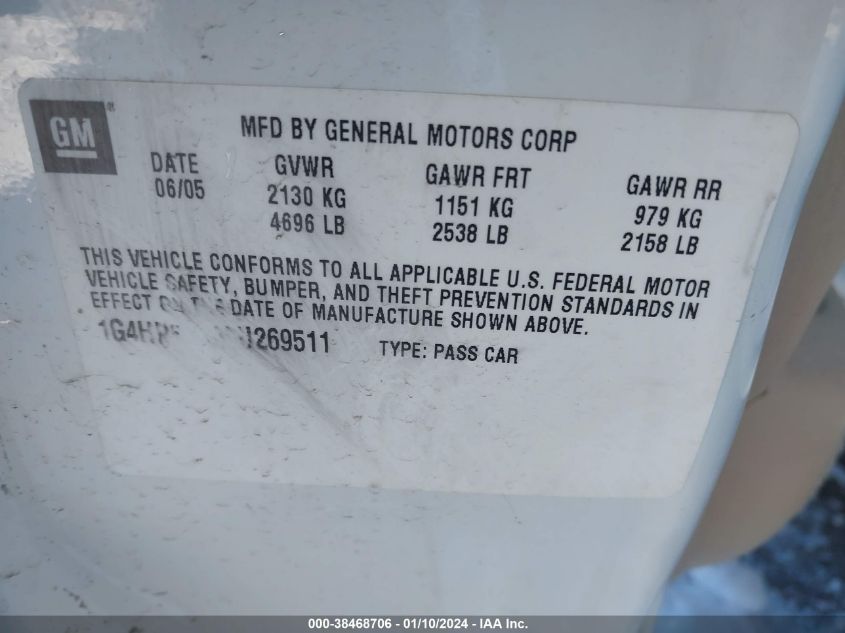 GM ®
MFD BY GENERAL MOTORS CORP
DATE GVWR GAWR FRT GAWR RR
06/05 2130 KG 1151 KG 979 KG
4696 LB 2538 LB 2158 LB
THIS VEHICLE CONFORMS TO ALL APPLICABLE U.S. FEDERAL MOTOR
VEHICLE SAFETY, BUMPER, AND THEFT PREVENTION STANDARDS IN
EFFECT ON THE DATE OF MANUFACTURE SHOWN ABOVE.
TYPE: PASS CAR
000-38468706 - 01/10/2024 - IAA Inc.